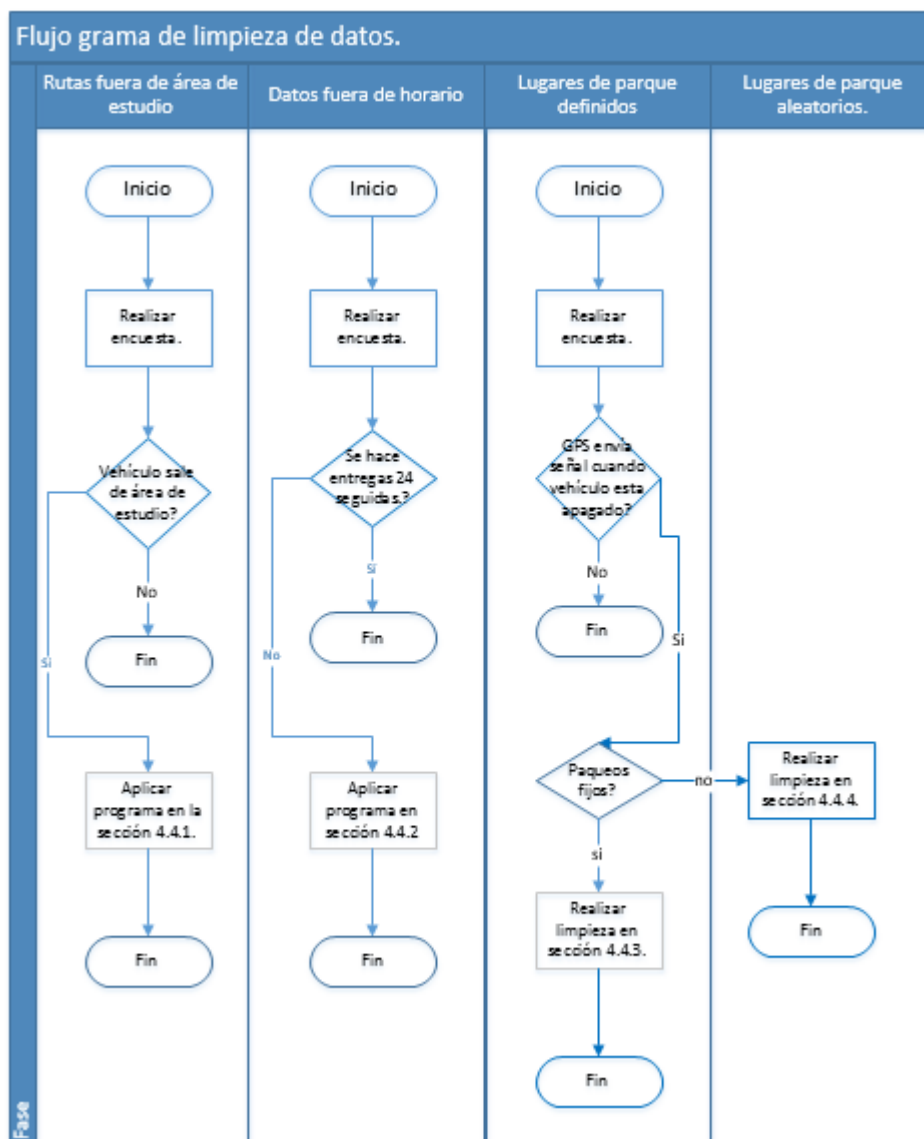 Flujo grama de limpieza de datos.
Rutas fuera de área de
estudio
Datos fuera de horario
Lugares de parque
definidos
Lugares de parque
aleatorios.
Inicio
Realizar
encuesta.
Vehículo sale
de área de
estudio?
No
Fin
Si
Aplicar
programa en la
sección 4.4.1.
Fin
Inicio
Realizar
encuesta.
Se hace
entregas 24
seguidas.?
Si
Fin
No
Aplicar
programa en
sección 4.4.2
Fin
Inicio
Realizar
encuesta.
GPS envía
señal cuando
vehículo esta
apagado?
No
Fin
Si
Paqueos
fijos?
si
Realizar
limpieza en
sección 4.4.3.
Fin
no
Realizar
limpieza en
sección 4.4.4.
Fin
Fase